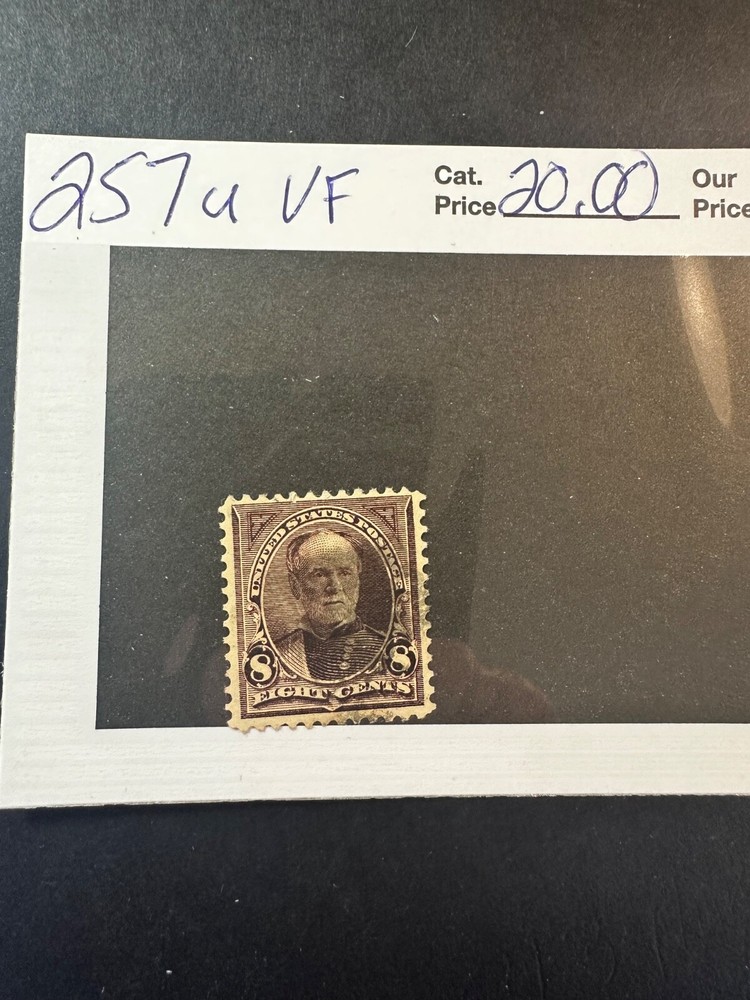 257u VF
Cat. Price 20.00
Our Price
UNITED STATES POSTAGE
8 8
EIGHT CENTS